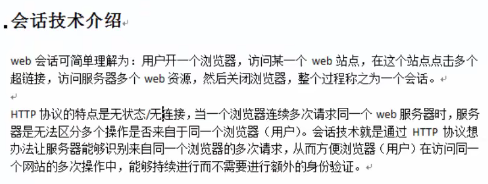 会话技术介绍
web 会话可简单理解为：用户开一个浏览器，访问某一个 web 站点，在这个站点点击多个
超链接，访问服务器多个 web 资源，然后关闭浏览器，整个过程称之为一个会话。
HTTP 协议的特点是无状态/无连接，当一个浏览器连续多次请求同一个 web 服务器时，服务
器是无法区分多个操作是否来自于同一个浏览器（用户）。会话技术就是通过 HTTP 协议想
办法让服务器能够识别来自同一个浏览器的多次请求，从而方便浏览器（用户）在访问同一
个网站的多次操作中，能够持续进行而不需要进行额外的身份验证。